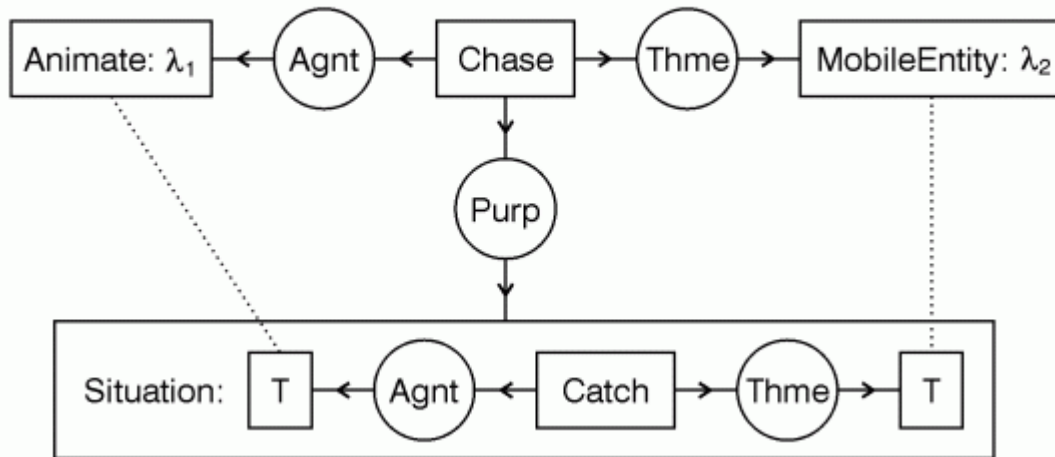 Animate: λ₁ Agnt Chase Thme MobileEntity: λ₂
Purp
Situation: T Agnt Catch Thme T